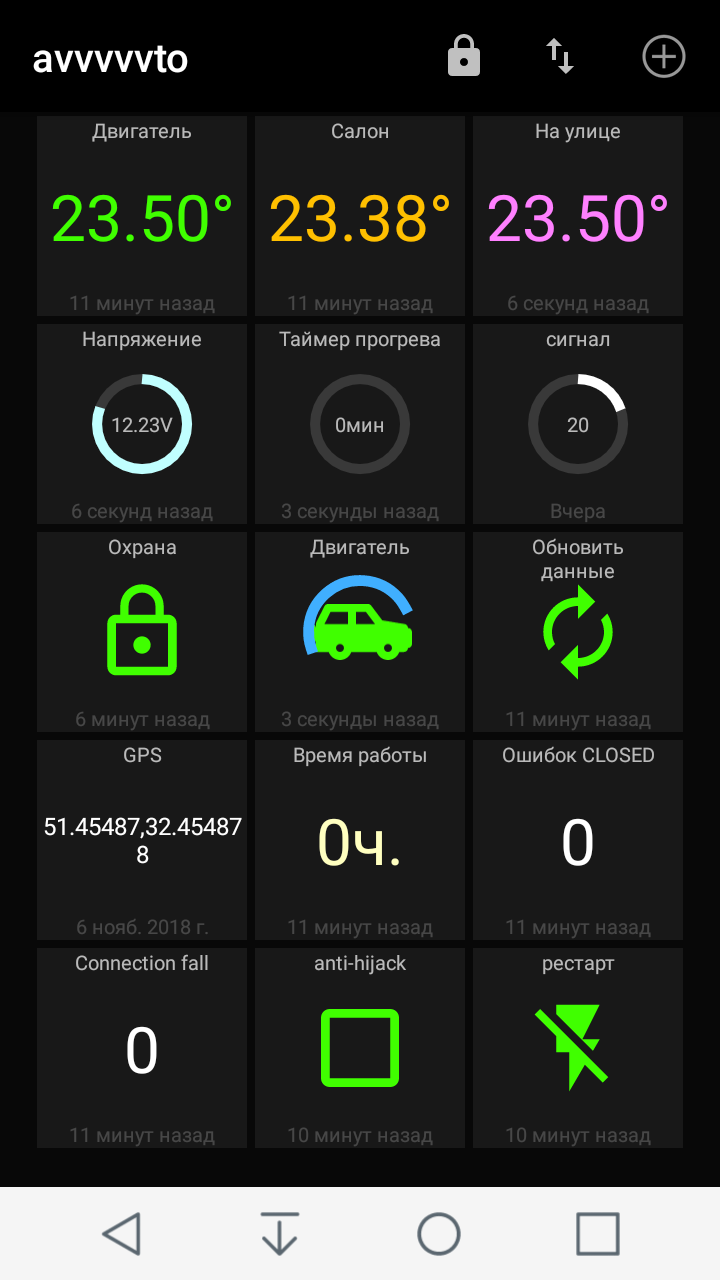 avvvvvto
Двигатель
Салон
На улице
23.50°
23.38°
23.50°
11 минут назад
11 минут назад
6 секунд назад
Напряжение
Таймер прогрева
сигнал
12.23V
0мин
20
6 секунд назад
3 секунды назад
Вчера
Охрана
Двигатель
Обновить
данные
6 минут назад
3 секунды назад
11 минут назад
GPS
Время работы
Ошибок CLOSED
51.45487,32.45487
8
0ч.
0
6 нояб. 2018 г.
11 минут назад
11 минут назад
Connection fall
anti-hijack
рестарт
0
11 минут назад
10 минут назад
10 минут назад